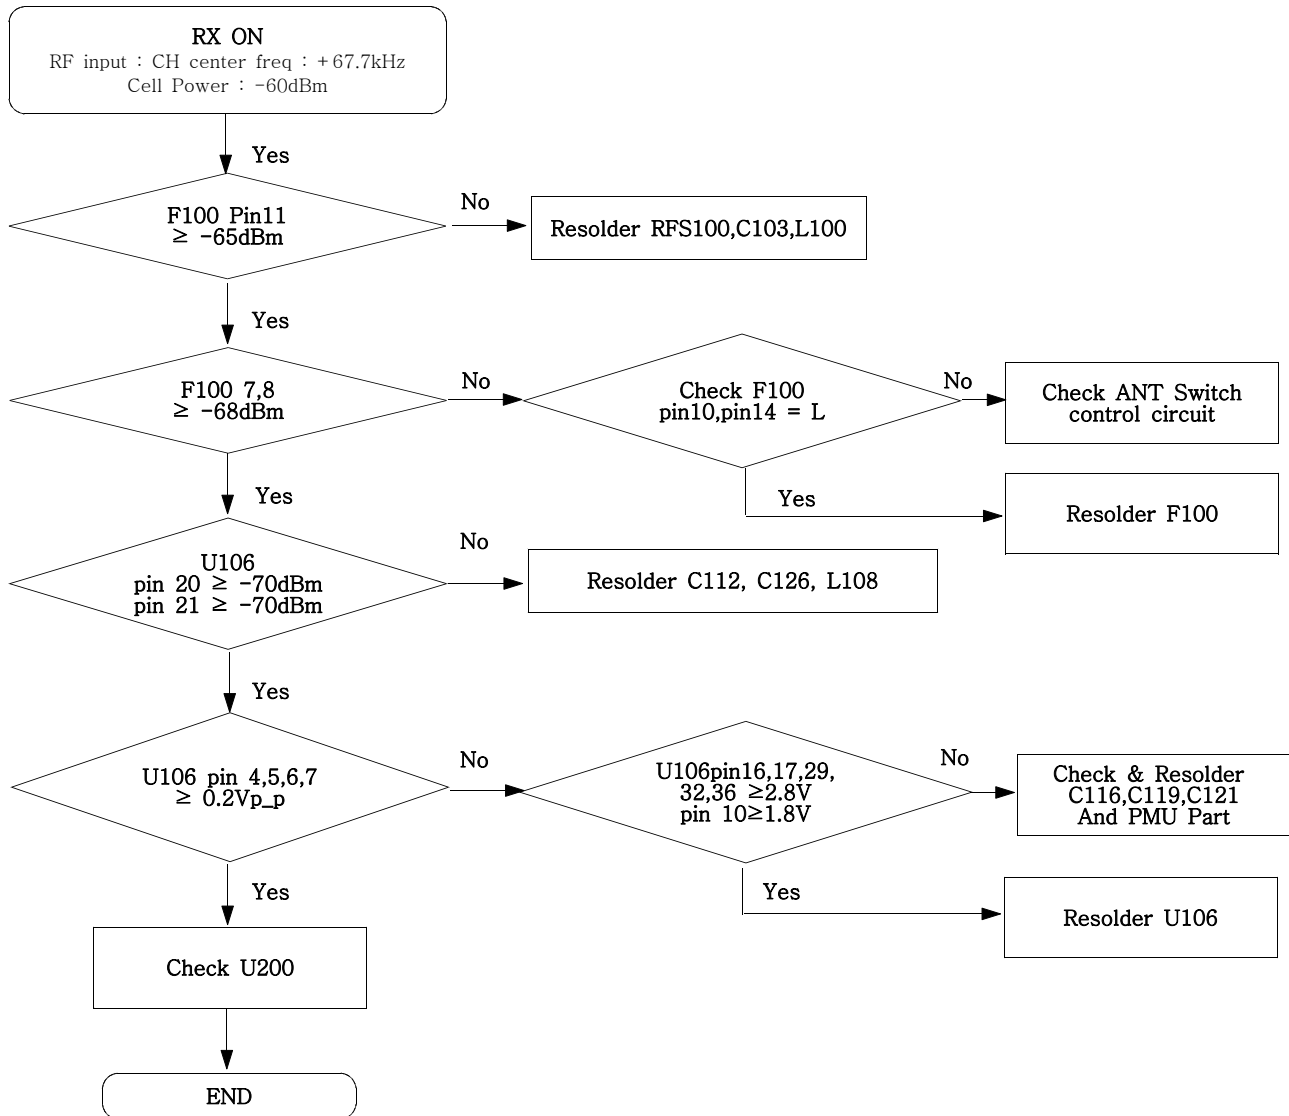 RX ON
RF input : CH center freq : +67.7kHz
Cell Power : -60dBm
Yes
F100 Pin11
≥ -65dBm
No
Resolder RFS100,C103,L100
Yes
F100 7,8
≥ -68dBm
No
Check F100
pin10,pin14 = L
No
Check ANT Switch
control circuit
Yes
Resolder F100
Yes
U106
pin 20 ≥ -70dBm
pin 21 ≥ -70dBm
No
Resolder C112, C126, L108
Yes
U106 pin 4,5,6,7
≥ 0.2Vp_p
No
U106pin16,17,29,
32,36 ≥2.8V
pin 10≥1.8V
No
Check & Resolder
C116,C119,C121
And PMU Part
Yes
Resolder U106
Yes
Check U200
END